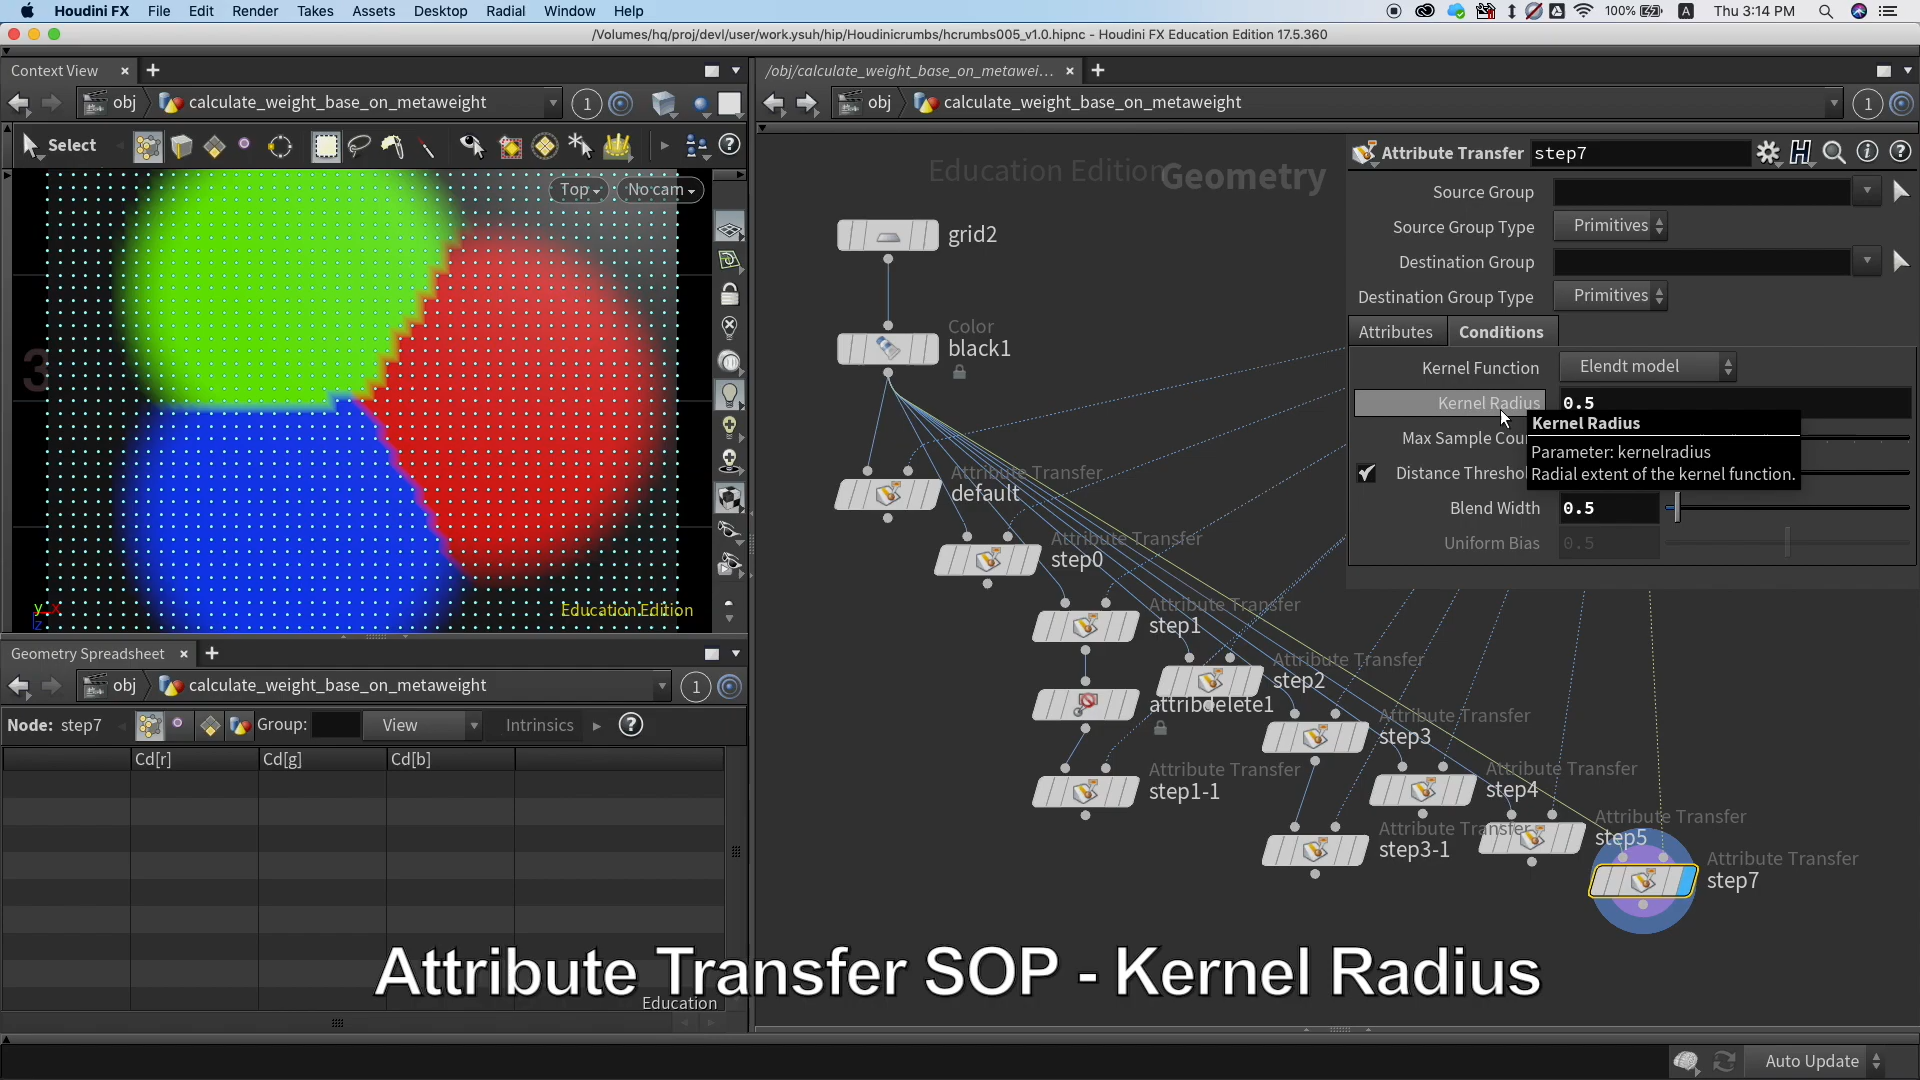 Houdini FX File Edit Render Takes Assets Desktop Radial Window Help 100% A Thu 3:14 PM
/Volumes/hq/proj/devl/user/work.ysuh/hip/Houdinicrumbs/hcrumbs005_v1.0.hipnc - Houdini FX Education Edition 17.5.360
Context View × +
/obj/calculate_weight_base_on_metawei... × +
obj calculate_weight_base_on_metaweight 1
obj calculate_weight_base_on_metaweight 1
Select
Top
No cam
3
Education Edition
y x
z
Education Edition
Geometry
Attribute Transfer step7
Source Group
Source Group Type Primitives
Destination Group
Destination Group Type Primitives
Attributes Conditions
Kernel Function Elendt model
Kernel Radius 0.5
Max Sample Cou
Distance Thresho
Blend Width 0.5
Uniform Bias 0.5
Kernel Radius
Parameter: kernelradius
Radial extent of the kernel function.
grid2
Color
black1
Attribute Transfer
default
Attribute Transfer
step0
Attribute Transfer
step1
Attribute Transfer
step2
attribdelete1
Attribute Transfer
step3
Attribute Transfer
step1-1
Attribute Transfer
step4
Attribute Transfer
step3-1
Attribute Transfer
step5
Attribute Transfer
step7
Geometry Spreadsheet × +
obj calculate_weight_base_on_metaweight 1
Node: step7 Group: View Intrinsics
Cd[r] Cd[g] Cd[b]
Attribute Transfer SOP - Kernel Radius
Education
Auto Update